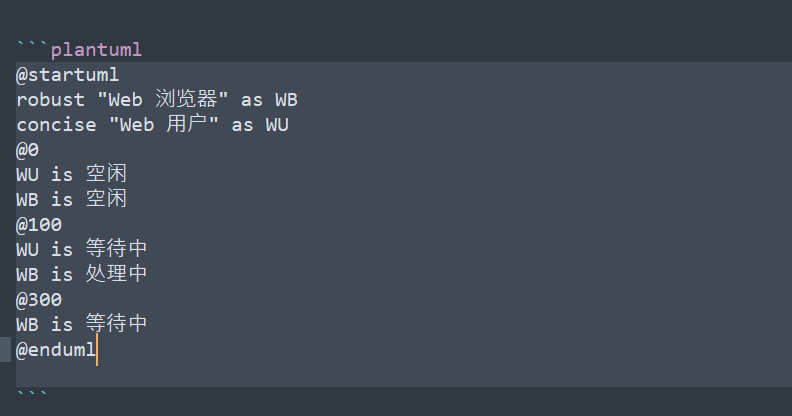 ```plantuml
@startuml
robust "Web 浏览器" as WB
concise "Web 用户" as WU
@0
WU is 空闲
WB is 空闲
@100
WU is 等待中
WB is 处理中
@300
WB is 等待中
@enduml
```